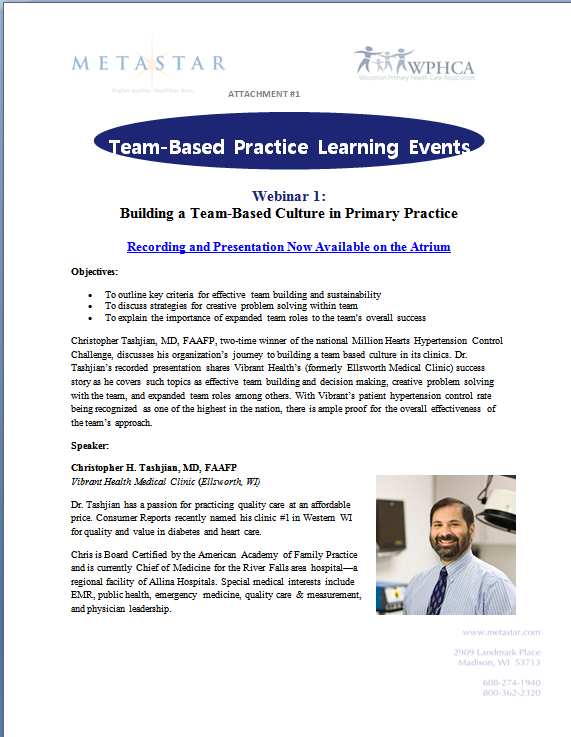 METASTAR
Higher quality. Healthier lives.
WPHCA
Wisconsin Primary Health Care Association
ATTACHMENT #1
Team-Based Practice Learning Events
Webinar 1:
Building a Team-Based Culture in Primary Practice
Recording and Presentation Now Available on the Atrium
Objectives:
• To outline key criteria for effective team building and sustainability
• To discuss strategies for creative problem solving within team
• To explain the importance of expanded team roles to the team's overall success
Christopher Tashjian, MD, FAAFP, two-time winner of the national Million Hearts Hypertension Control
Challenge, discusses his organization's journey to building a team based culture in its clinics. Dr.
Tashjian's recorded presentation shares Vibrant Health's (formerly Ellsworth Medical Clinic) success
story as he covers such topics as effective team building and decision making, creative problem solving
with the team, and expanded team roles among others. With Vibrant's patient hypertension control rate
being recognized as one of the highest in the nation, there is ample proof for the overall effectiveness of
the team's approach.
Speaker:
Christopher H. Tashjian, MD, FAAFP
Vibrant Health Medical Clinic (Ellsworth, WI)
Dr. Tashjian has a passion for practicing quality care at an affordable
price. Consumer Reports recently named his clinic #1 in Western WI
for quality and value in diabetes and heart care.
Chris is Board Certified by the American Academy of Family Practice
and is currently Chief of Medicine for the River Falls area hospital—a
regional facility of Allina Hospitals. Special medical interests include
EMR, public health, emergency medicine, quality care & measurement,
and physician leadership.
www.metastar.com
2909 Landmark Place
Madison, WI 53713
608-274-1940
800-362-2320